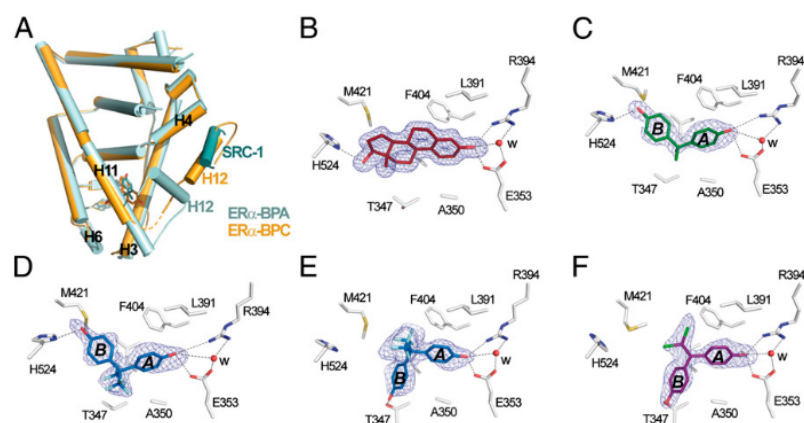 A
H4
SRC-1
H11
H12
H12
ERα-BPA
ERα-BPC
H6
H3
B
R394
L391
F404
M421
H524
W
E353
T347
A350
C
R394
L391
F404
M421
B
A
W
H524
E353
T347
A350
D
R394
L391
F404
M421
B
A
W
H524
E353
T347
A350
E
R394
L391
F404
M421
A
W
B
H524
E353
T347
A350
F
R394
L391
F404
M421
A
W
B
H524
E353
T347
A350